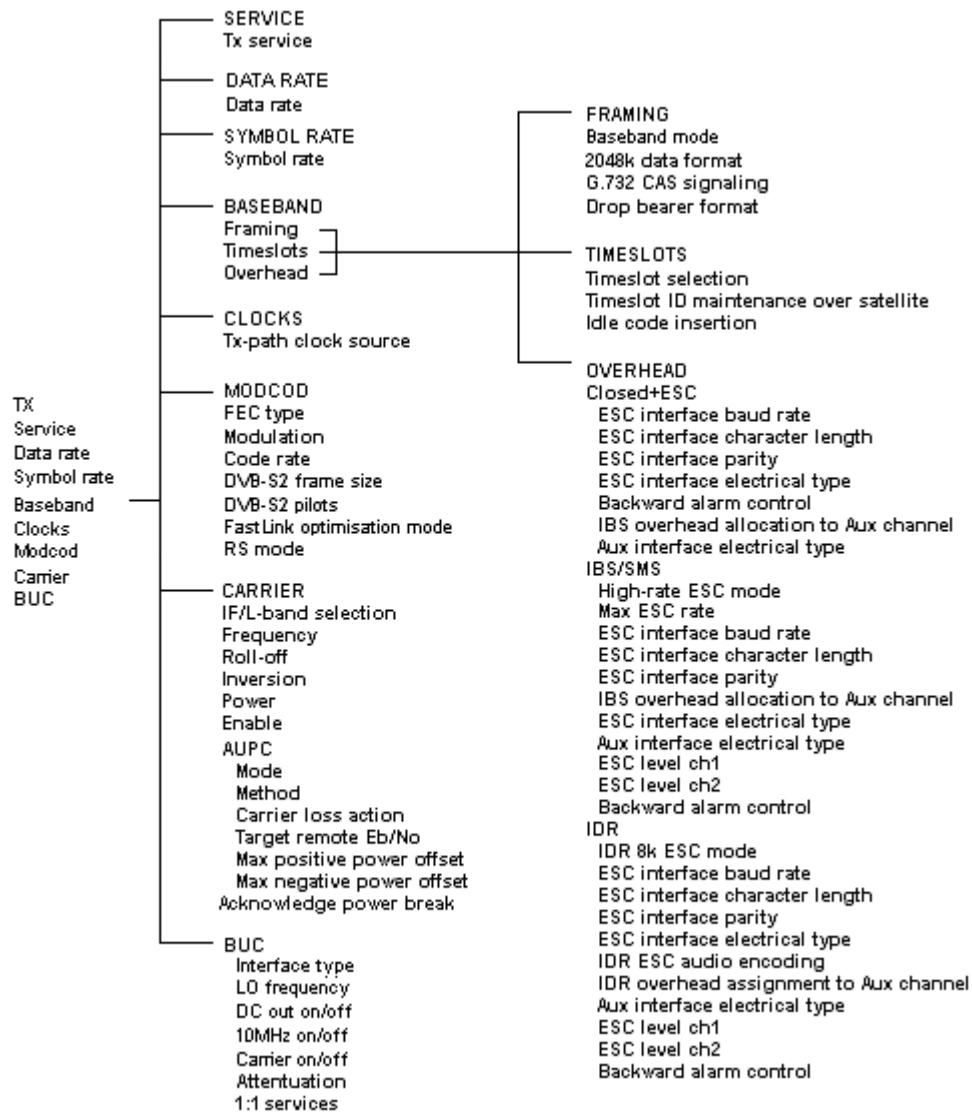 TX
Service
Data rate
Symbol rate
Baseband
Clocks
Modcod
Carrier
BUC
SERVICE
Tx service
DATA RATE
Data rate
SYMBOL RATE
Symbol rate
BASEBAND
Framing
Timeslots
Overhead
CLOCKS
Tx-path clock source
MODCOD
FEC type
Modulation
Code rate
DVB-S2 frame size
DVB-S2 pilots
FastLink optimisation mode
RS mode
CARRIER
IF/L-band selection
Frequency
Roll-off
Inversion
Power
Enable
AUPC
Mode
Method
Carrier loss action
Target remote Eb/No
Max positive power offset
Max negative power offset
Acknowledge power break
BUC
Interface type
LO frequency
DC out on/off
10MHz on/off
Carrier on/off
Attentuation
1:1 services
FRAMING
Baseband mode
2048k data format
G.732 CAS signaling
Drop bearer format
TIMESLOTS
Timeslot selection
Timeslot ID maintenance over satellite
Idle code insertion
OVERHEAD
Closed+ESC
ESC interface baud rate
ESC interface character length
ESC interface parity
ESC interface electrical type
Backward alarm control
IBS overhead allocation to Aux channel
Aux interface electrical type
IBS/SMS
High-rate ESC mode
Max ESC rate
ESC interface baud rate
ESC interface character length
ESC interface parity
IBS overhead allocation to Aux channel
ESC interface electrical type
Aux interface electrical type
ESC level ch1
ESC level ch2
Backward alarm control
IDR
IDR 8k ESC mode
ESC interface baud rate
ESC interface character length
ESC interface parity
ESC interface electrical type
IDR ESC audio encoding
IDR overhead assignment to Aux channel
Aux interface electrical type
ESC level ch1
ESC level ch2
Backward alarm control